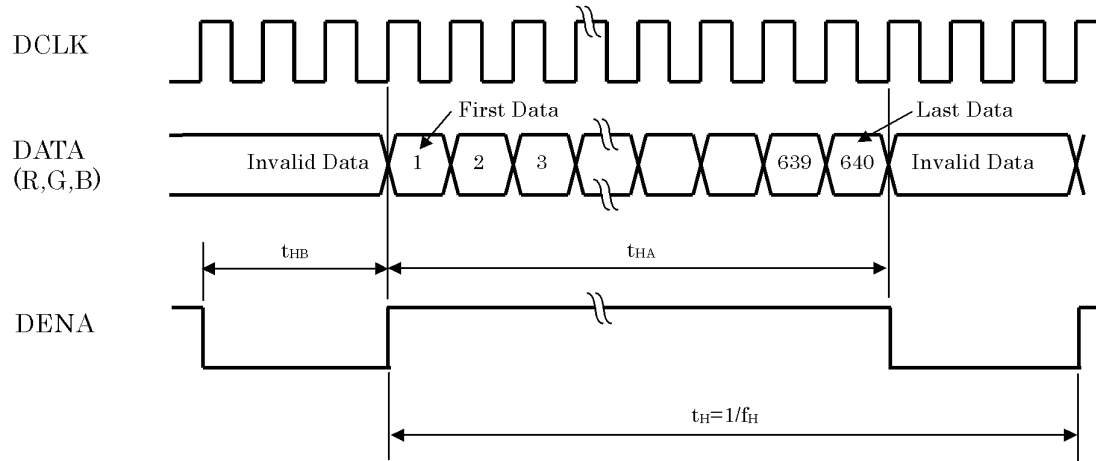 DCLK
First Data
Last Data
DATA
(R,G,B)
Invalid Data
1
2
3
639
640
Invalid Data
tHB
tHA
DENA
tH=1/fH